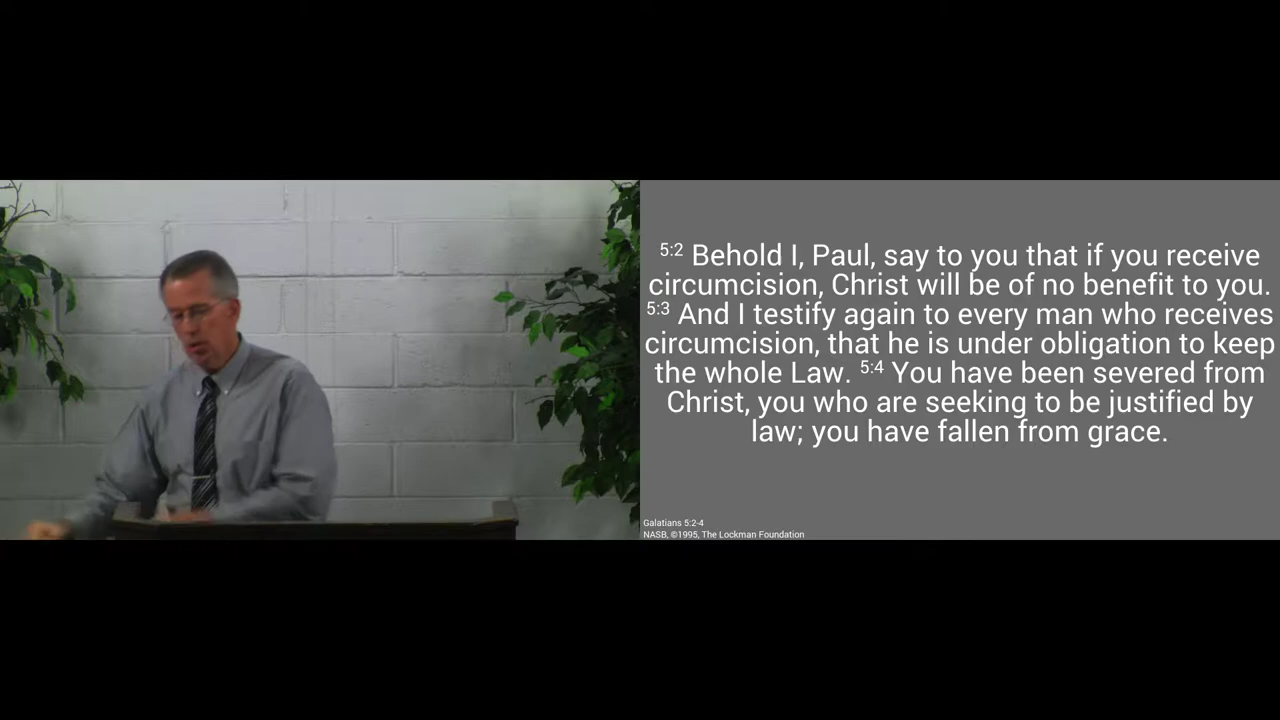 5:2 Behold I, Paul, say to you that if you receive
circumcision, Christ will be of no benefit to you.
5:3 And I testify again to every man who receives
circumcision, that he is under obligation to keep
the whole Law. 5:4 You have been severed from
Christ, you who are seeking to be justified by
law; you have fallen from grace.
Galatians 5:2-4
NASB, ©1995, The Lockman Foundation